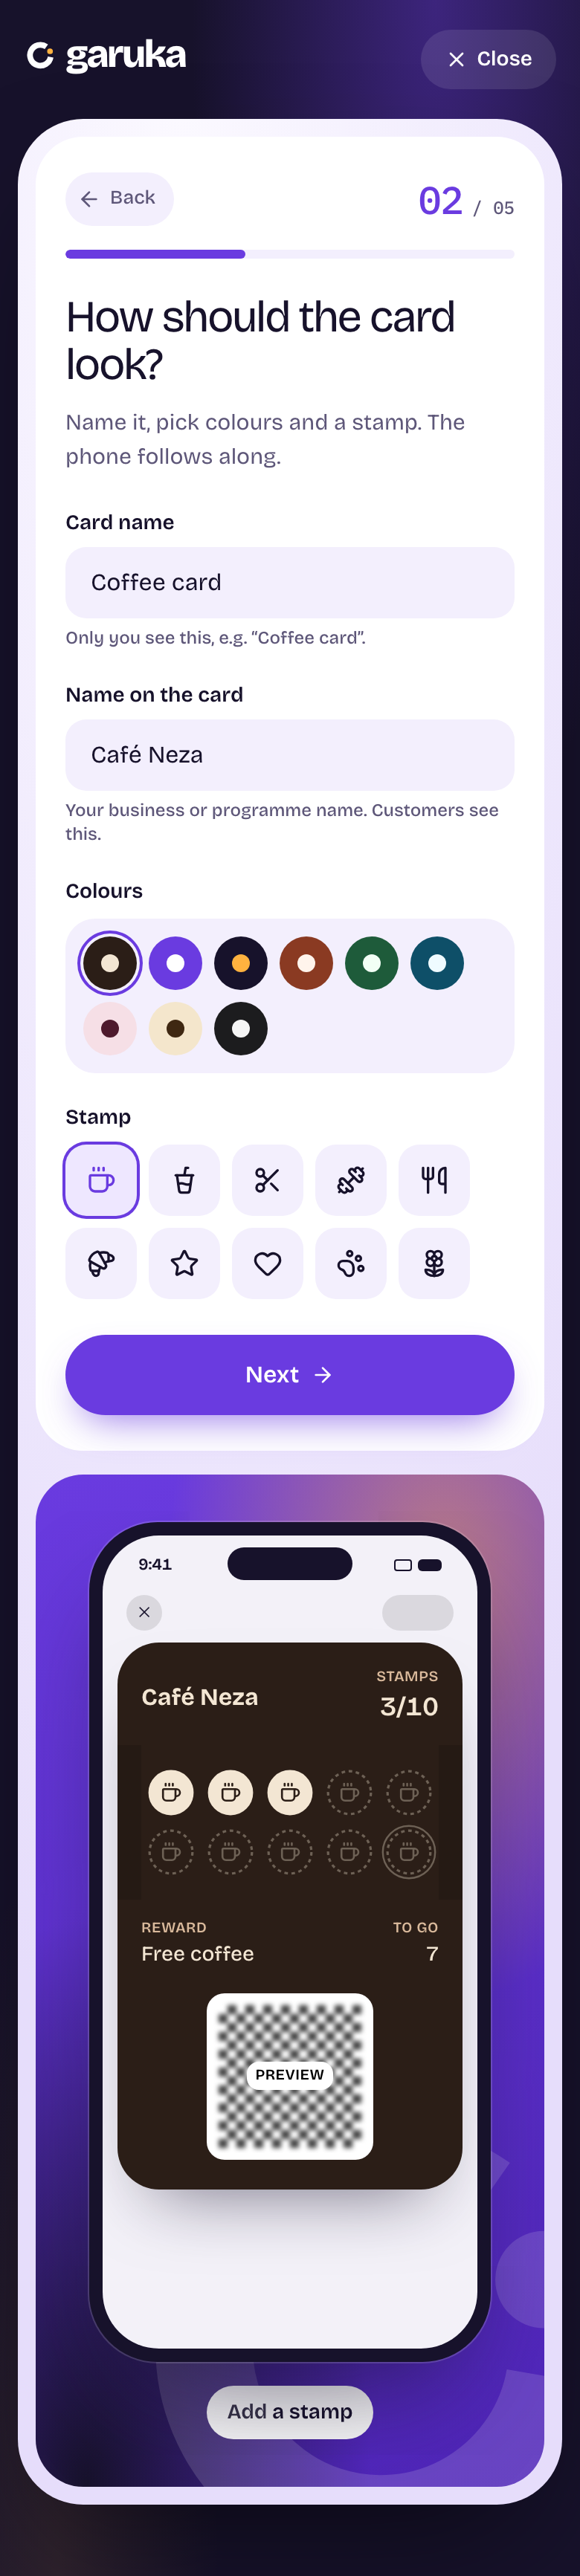 garuka
Close
Back
02 / 05
How should the card
look?
Name it, pick colours and a stamp. The
phone follows along.
Card name
Coffee card
Only you see this, e.g. “Coffee card”.
Name on the card
Café Neza
Your business or programme name. Customers see
this.
Colours
Stamp
Next
9:41
STAMPS
Café Neza
3/10
REWARD
TO GO
Free coffee
7
PREVIEW
Add a stamp